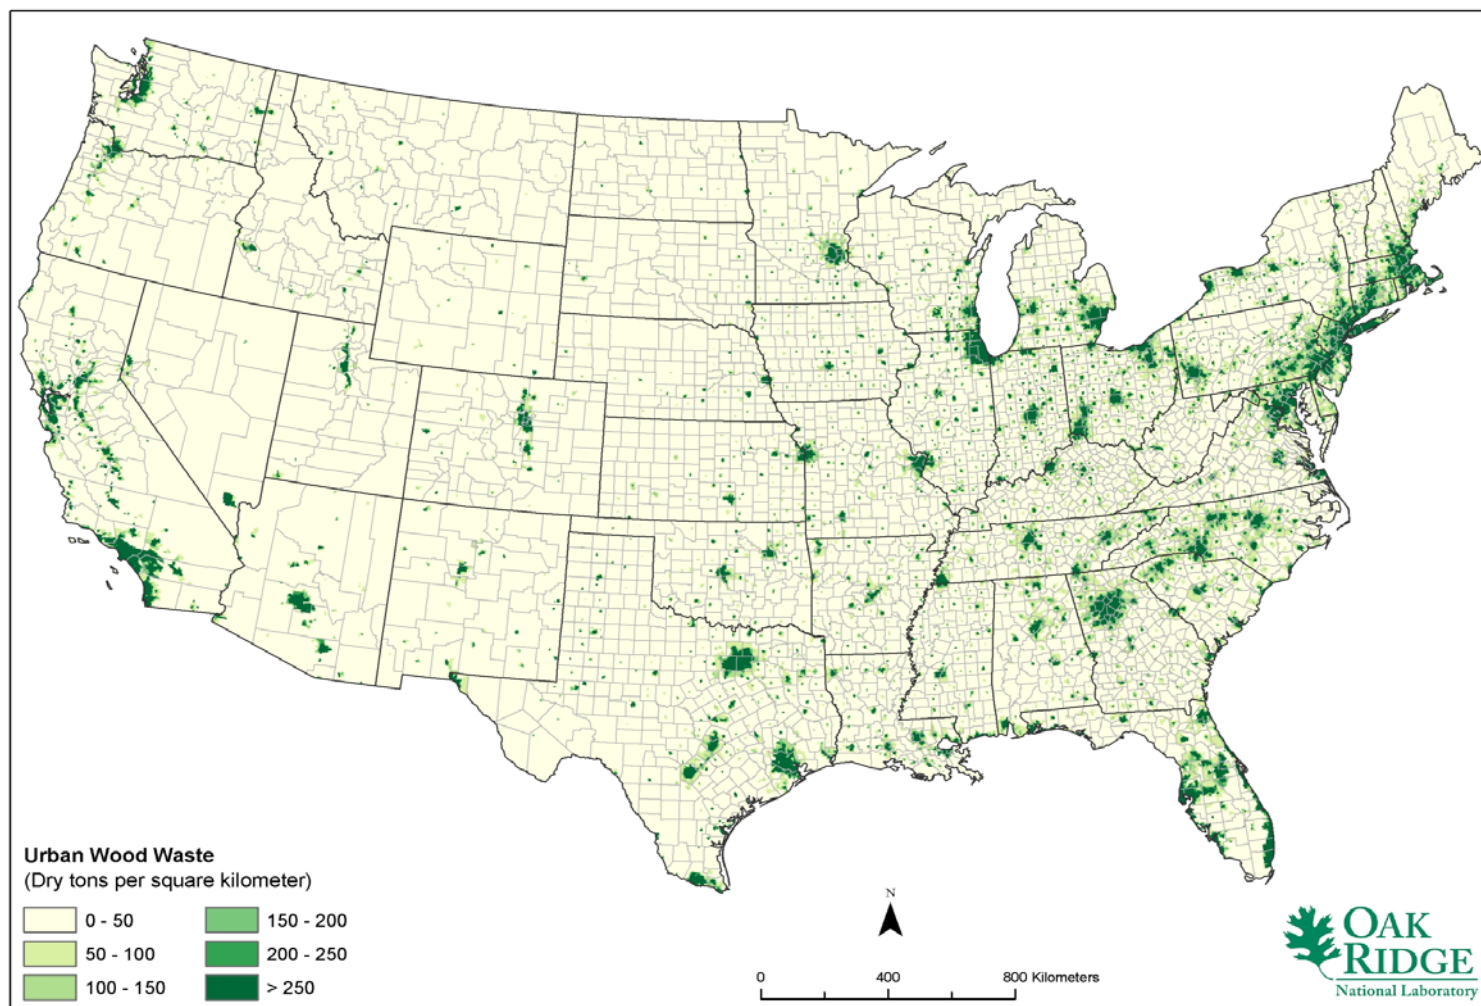 Urban Wood Waste
(Dry tons per square kilometer)
0 - 50
150 - 200
50 - 100
200 - 250
100 - 150
> 250
N
0
400
800 Kilometers
OAK
RIDGE
National Laboratory